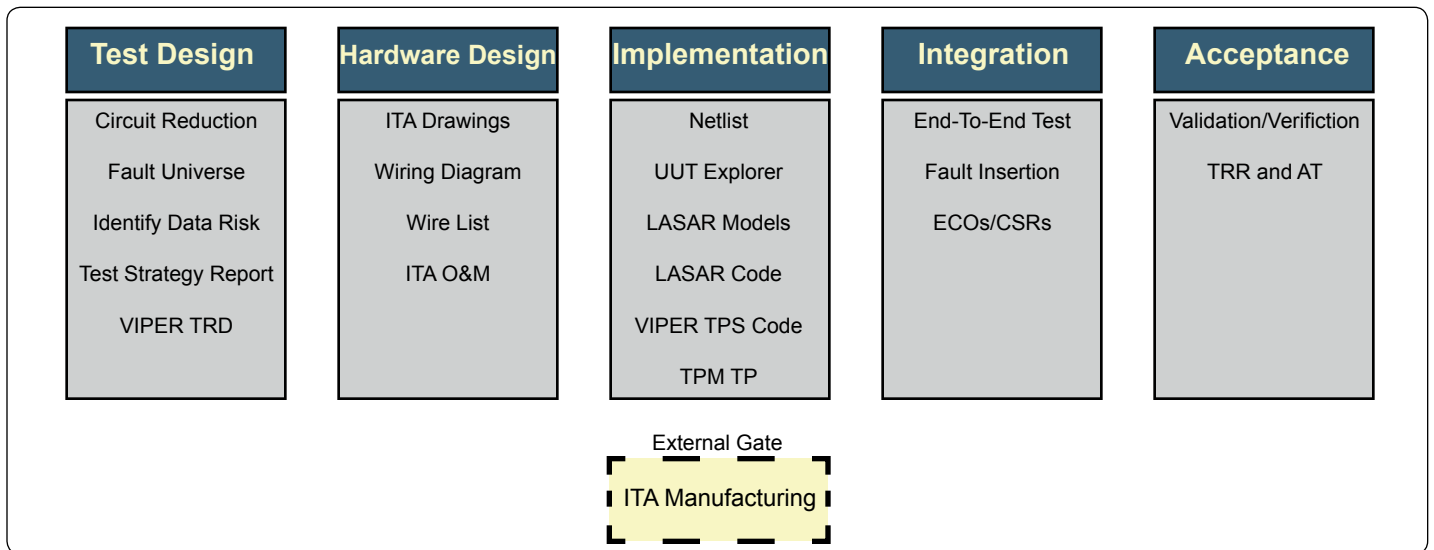 Test Design
Circuit Reduction
Fault Universe
Identify Data Risk
Test Strategy Report
VIPER TRD
Hardware Design
ITA Drawings
Wiring Diagram
Wire List
ITA O&M
Implementation
Netlist
UUT Explorer
LASAR Models
LASAR Code
VIPER TPS Code
TPM TP
Integration
End-To-End Test
Fault Insertion
ECOs/CSRs
Acceptance
Validation/Verifiction
TRR and AT
External Gate
ITA Manufacturing